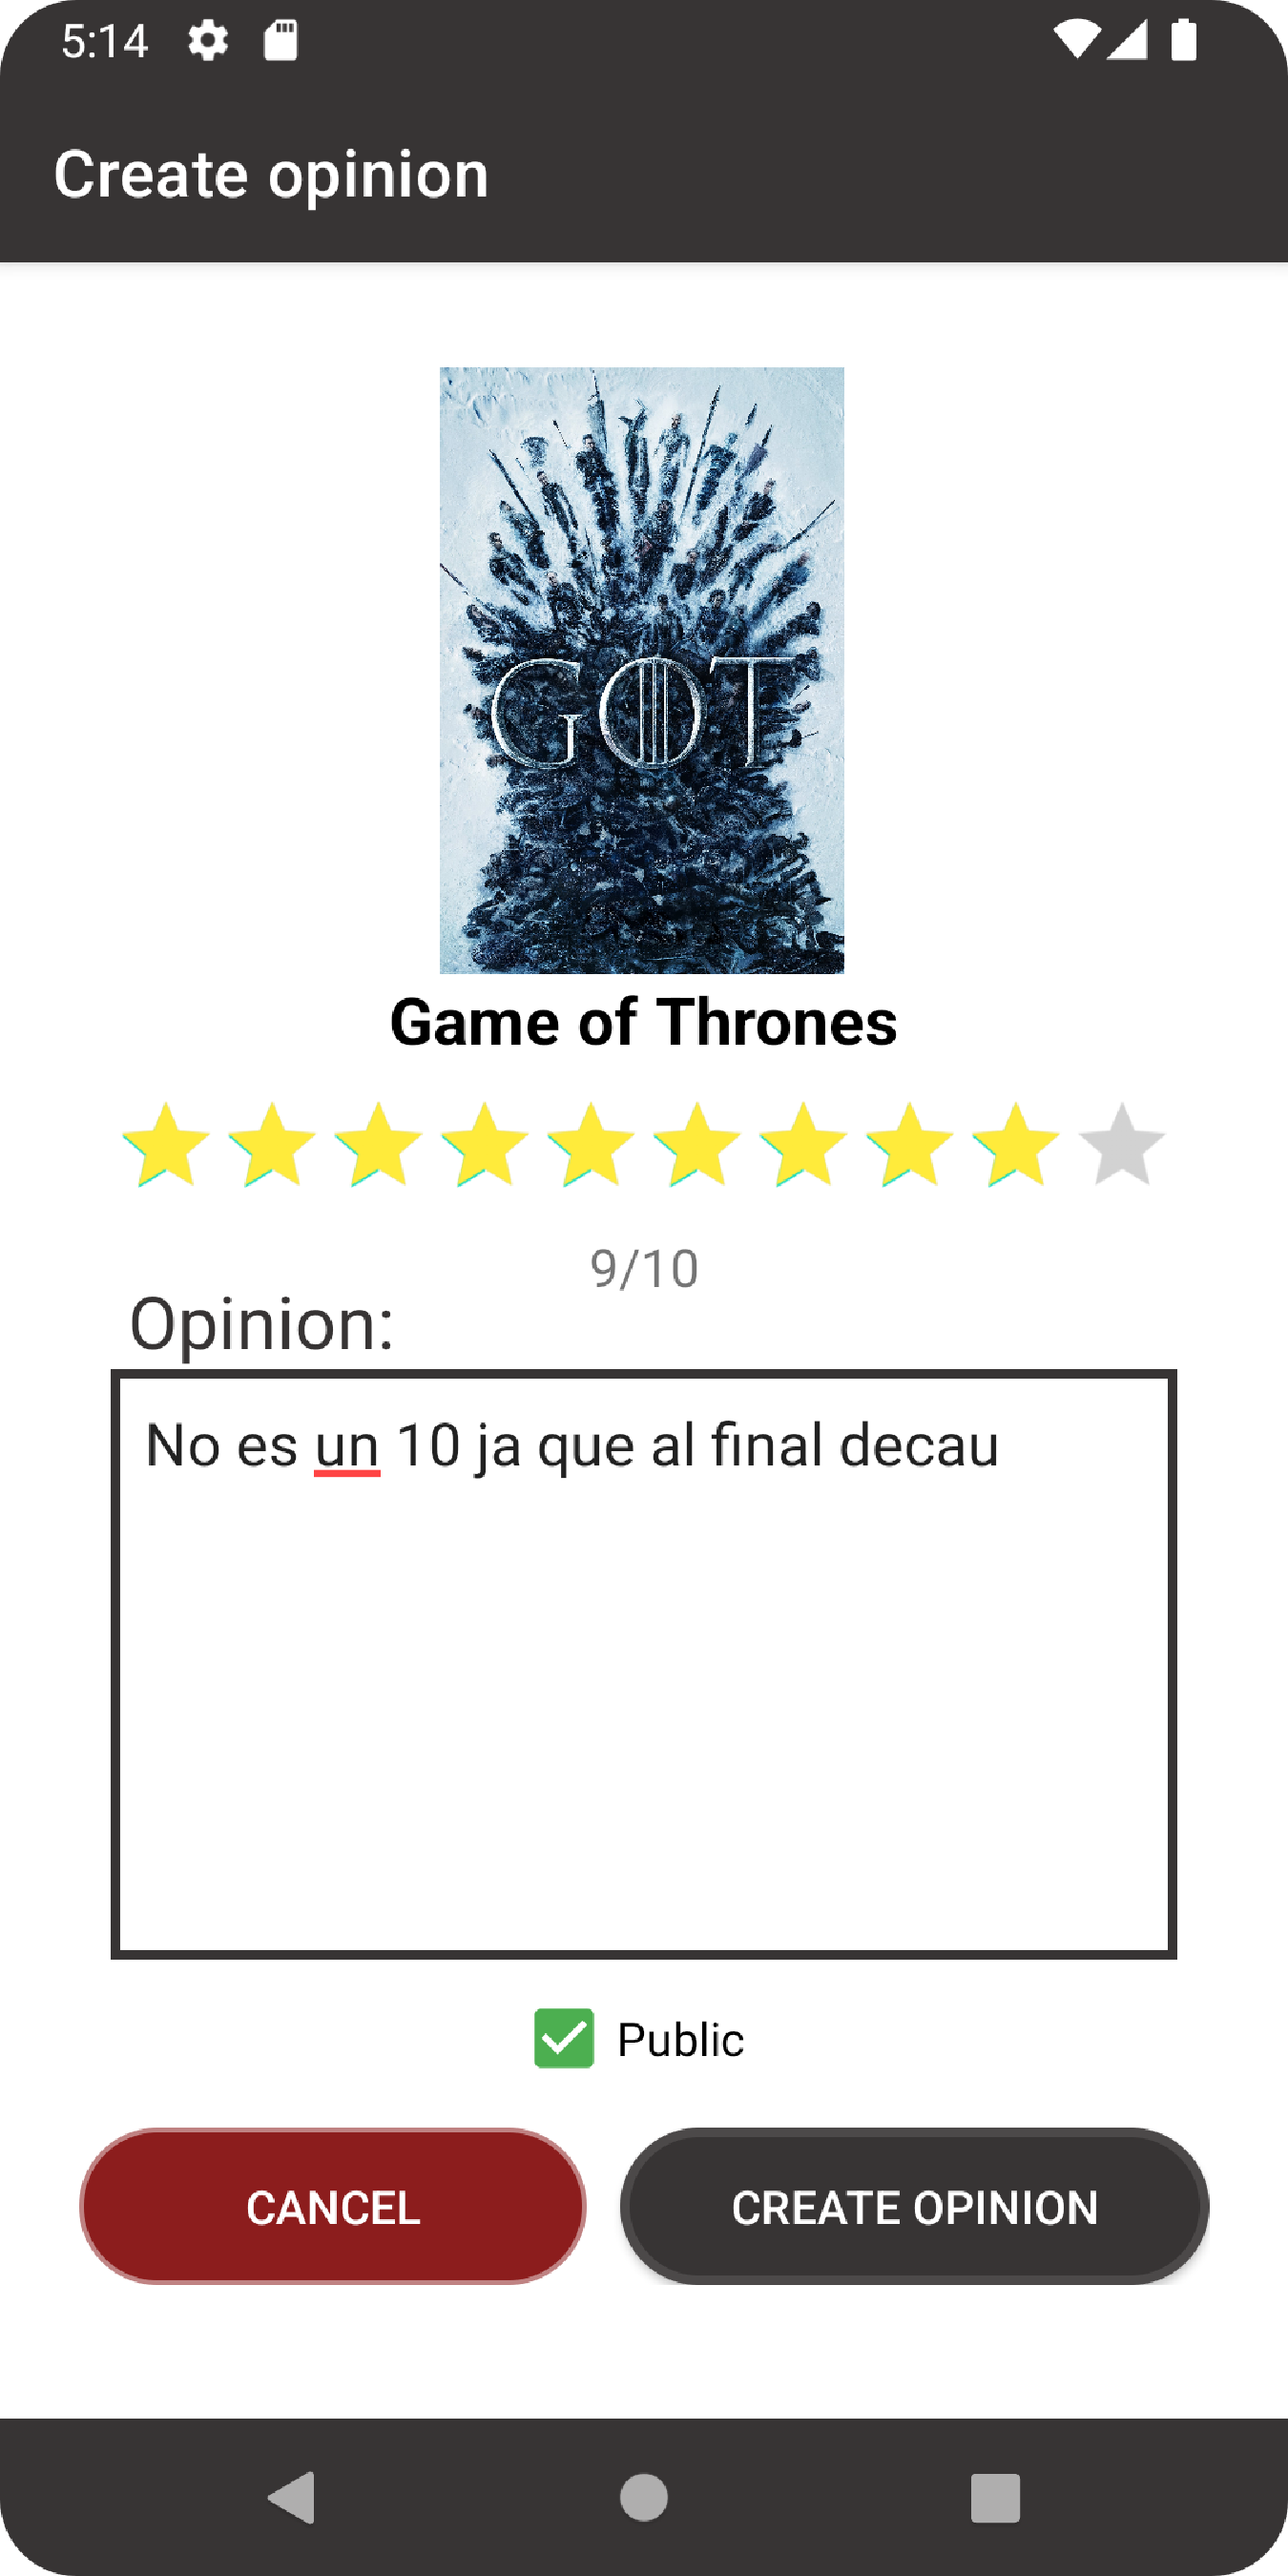 5:14
Create opinion
GOT
Game of Thrones
9/10
Opinion:
No es un 10 ja que al final decau
Public
CANCEL
CREATE OPINION